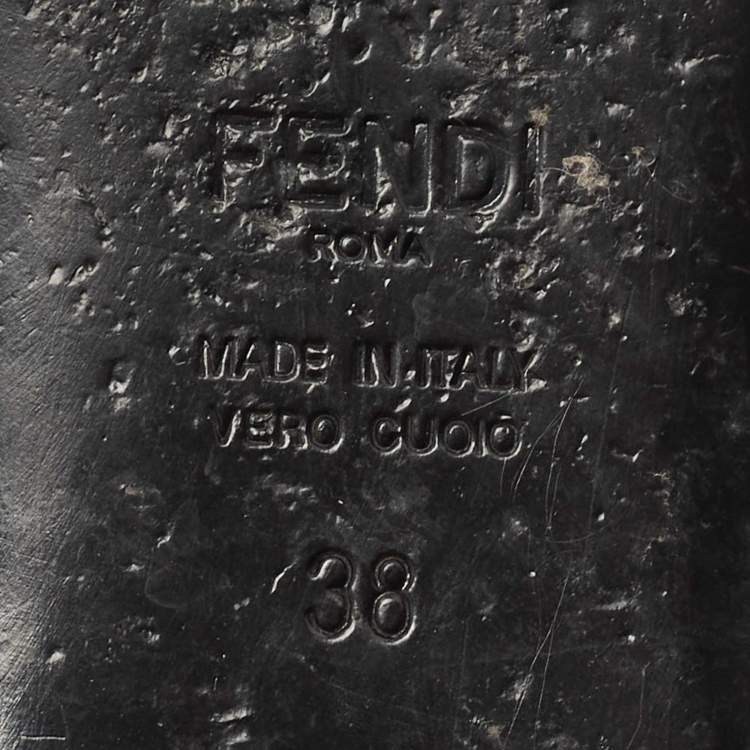 FENDI
ROMA
MADE IN ITALY
VERO CUOIO
38